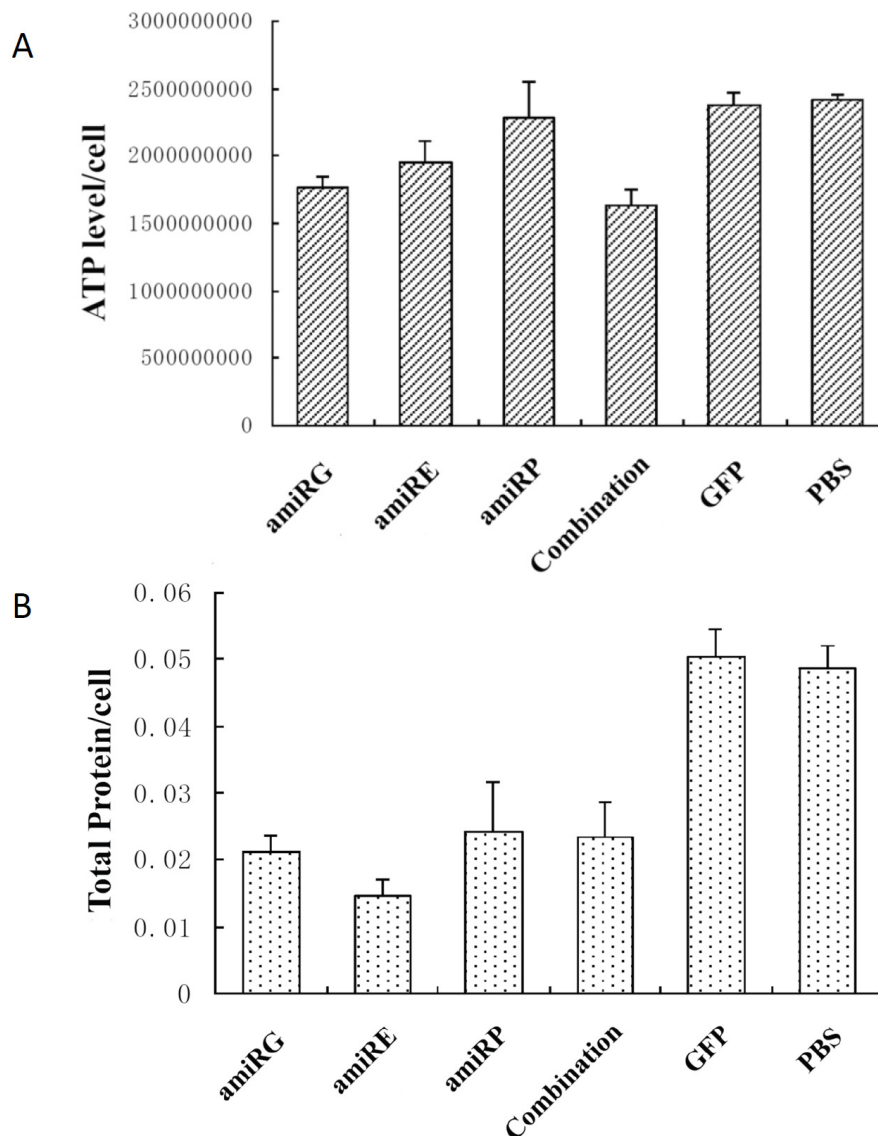 A
ATP level/cell
3000000000
2500000000
2000000000
1500000000
1000000000
500000000
0
amiRG
amiRE
amiRP
Combination
GFP
PBS
B
Total Protein/cell
0.06
0.05
0.04
0.03
0.02
0.01
0
amiRG
amiRE
amiRP
Combination
GFP
PBS